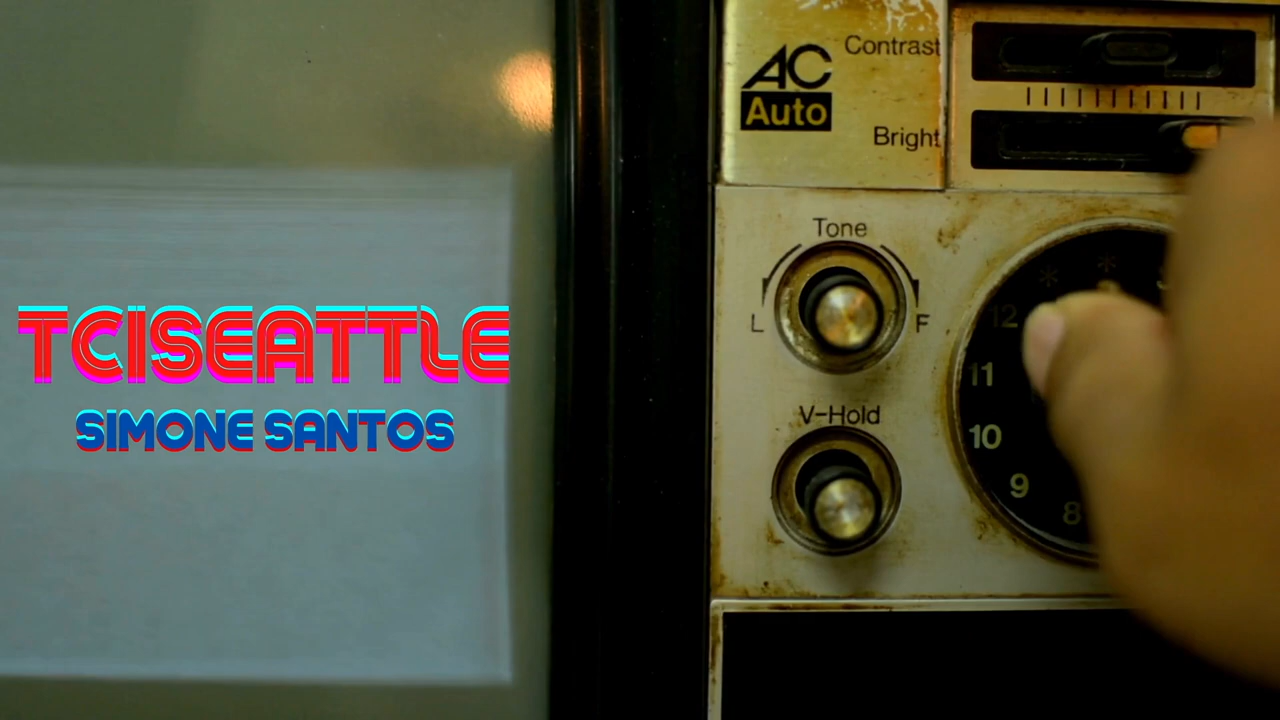 TCISEATTLE
SIMONE SANTOS
AC
Auto
Contrast
Bright
Tone
L
F
V-Hold
12
11
10
9
8